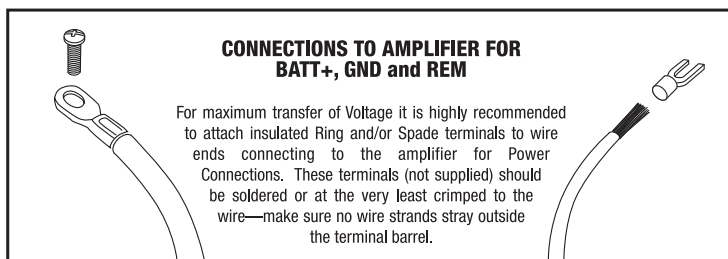 CONNECTIONS TO AMPLIFIER FOR
BATT+, GND and REM
For maximum transfer of Voltage it is highly recommended
to attach insulated Ring and/or Spade terminals to wire
ends connecting to the amplifier for Power
Connections. These terminals (not supplied) should
be soldered or at the very least crimped to the
wire—make sure no wire strands stray outside
the terminal barrel.